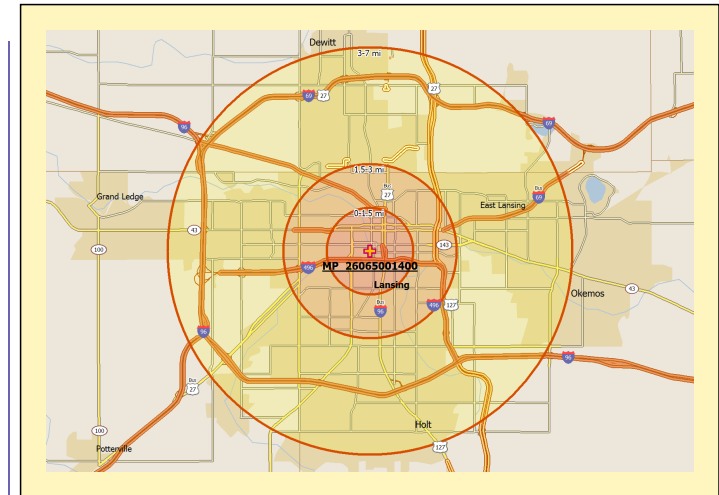 Dewitt
3-7 mi
27
69
27
96
69
1.5-3 mi
Bus
27
Bus
69
Grand Ledge
East Lansing
0-1.5 mi
43
100
143
MP 26065001400
496
Lansing
43
Okemos
Bus
96
496
127
96
96
Bus
27
Holt
100
Potterville
127